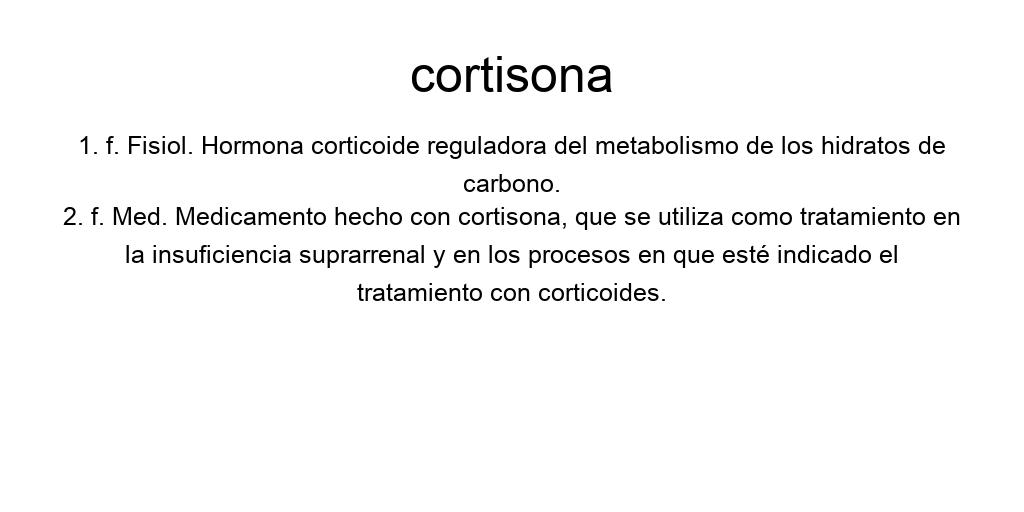 cortisona
1. f. Fisiol. Hormona corticoide reguladora del metabolismo de los hidratos de
carbono.
2. f. Med. Medicamento hecho con cortisona, que se utiliza como tratamiento en
la insuficiencia suprarrenal y en los procesos en que esté indicado el
tratamiento con corticoides.